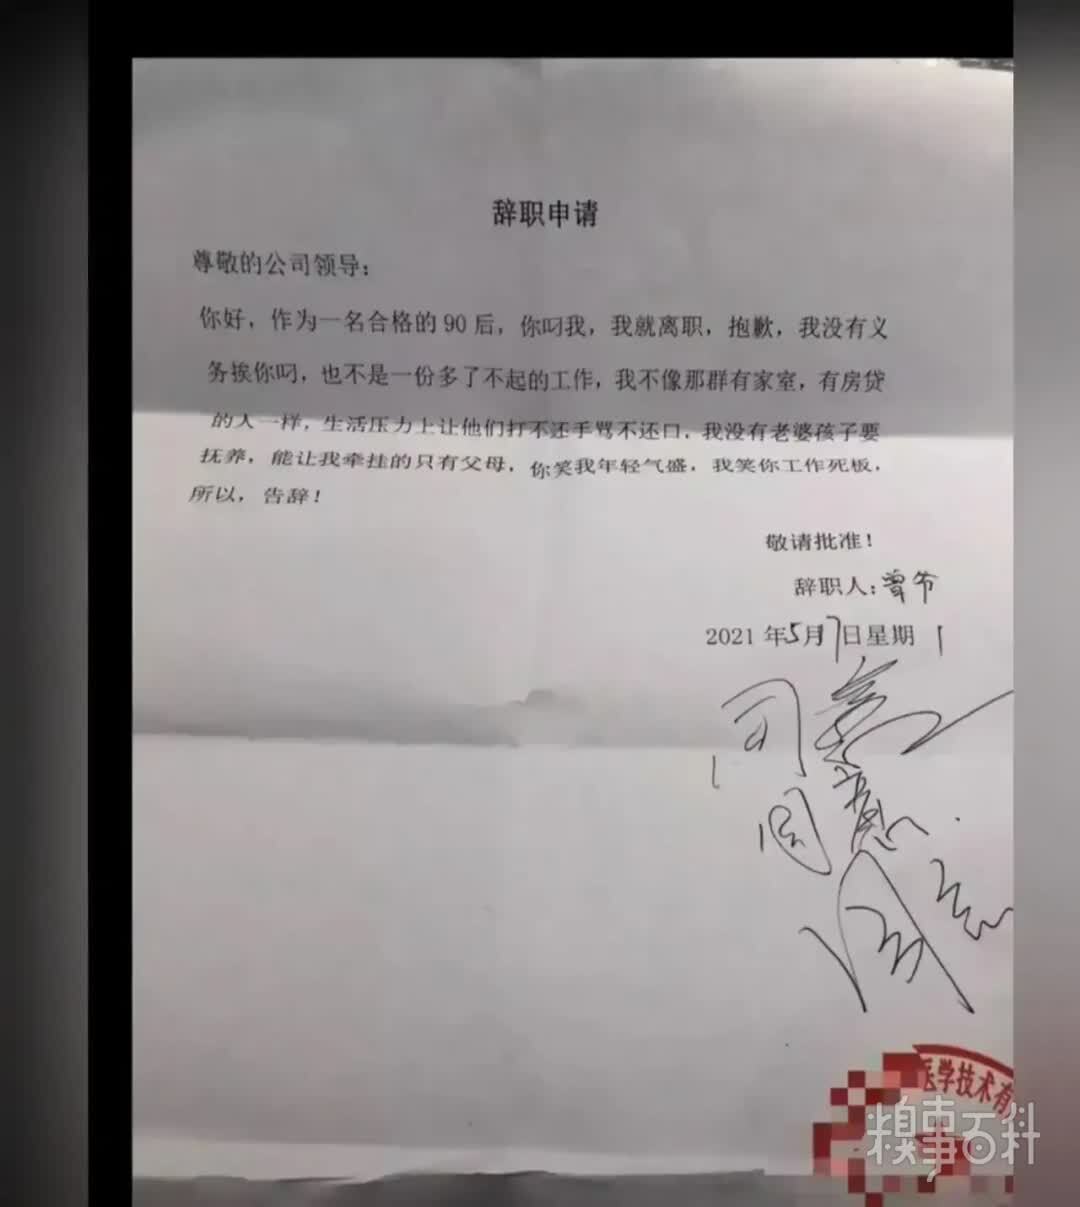 辞职申请
尊敬的公司领导：
你好，作为一名合格的90后，你叼我，我就离职，抱歉，我没有义
务挨你叼，也不是一份多了不起的工作，我不像那群有家室，有房贷
的人一样，生活压力上让他们打不还手骂不还口，我没有老婆孩子要
抚养，能让我牵挂的只有父母，你笑我年轻气盛，我笑你工作死板，
所以，告辞！
敬请批准！
辞职人：曾爷
2021年5月17日星期1
同意
同意
同意
医学技术有
糗事百科